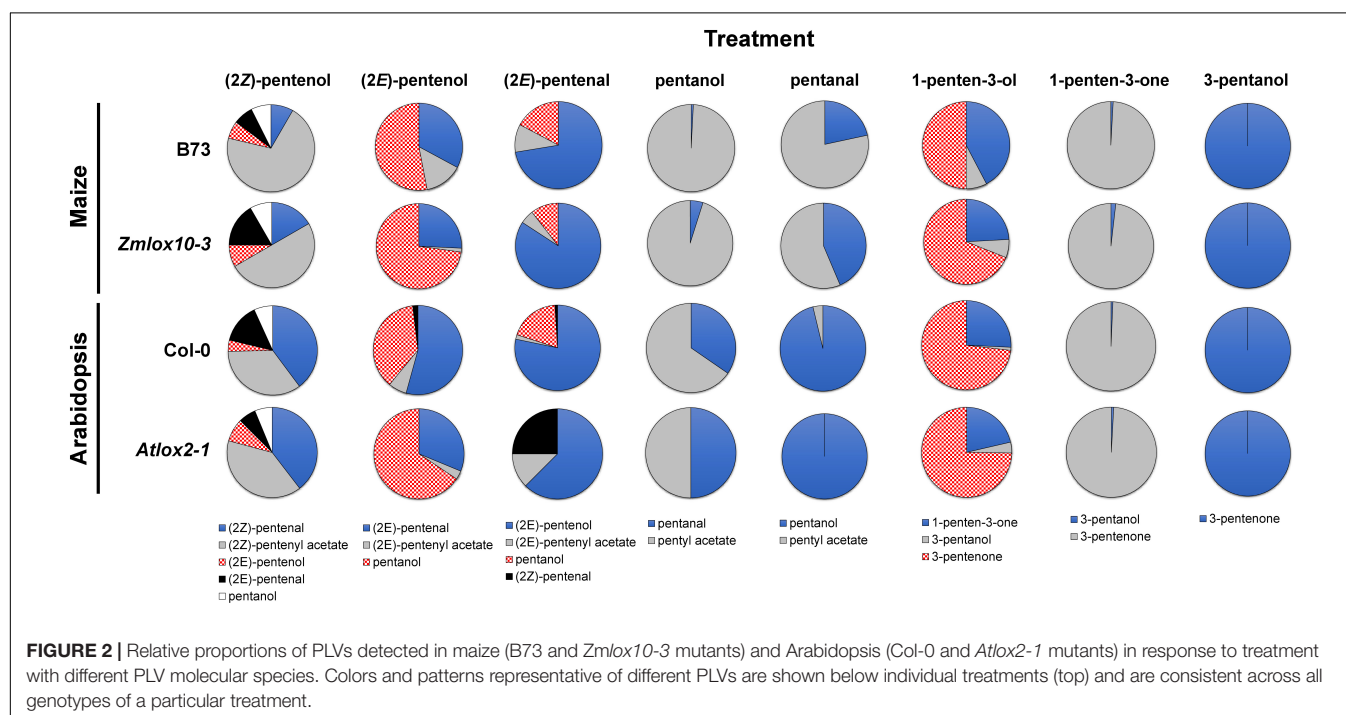 Treatment
(2Z)-pentenol (2E)-pentenol (2E)-pentenal pentanol pentanal 1-penten-3-ol 1-penten-3-one 3-pentanol
Maize
B73
Zmlox10-3
Arabidopsis
Col-0
Atlox2-1
(2Z)-pentenal
(2Z)-pentenyl acetate
(2E)-pentenol
(2E)-pentenal
pentanol
(2E)-pentenal
(2E)-pentenyl acetate
pentanol
(2E)-pentenol
(2E)-pentenyl acetate
pentanol
(2Z)-pentenal
pentanal
pentyl acetate
pentanol
pentyl acetate
1-penten-3-one
3-pentanol
3-pentenone
3-pentanol
3-pentenone
3-pentenone
FIGURE 2 | Relative proportions of PLVs detected in maize (B73 and Zmlox10-3 mutants) and Arabidopsis (Col-0 and Atlox2-1 mutants) in response to treatment
with different PLV molecular species. Colors and patterns representative of different PLVs are shown below individual treatments (top) and are consistent across all
genotypes of a particular treatment.